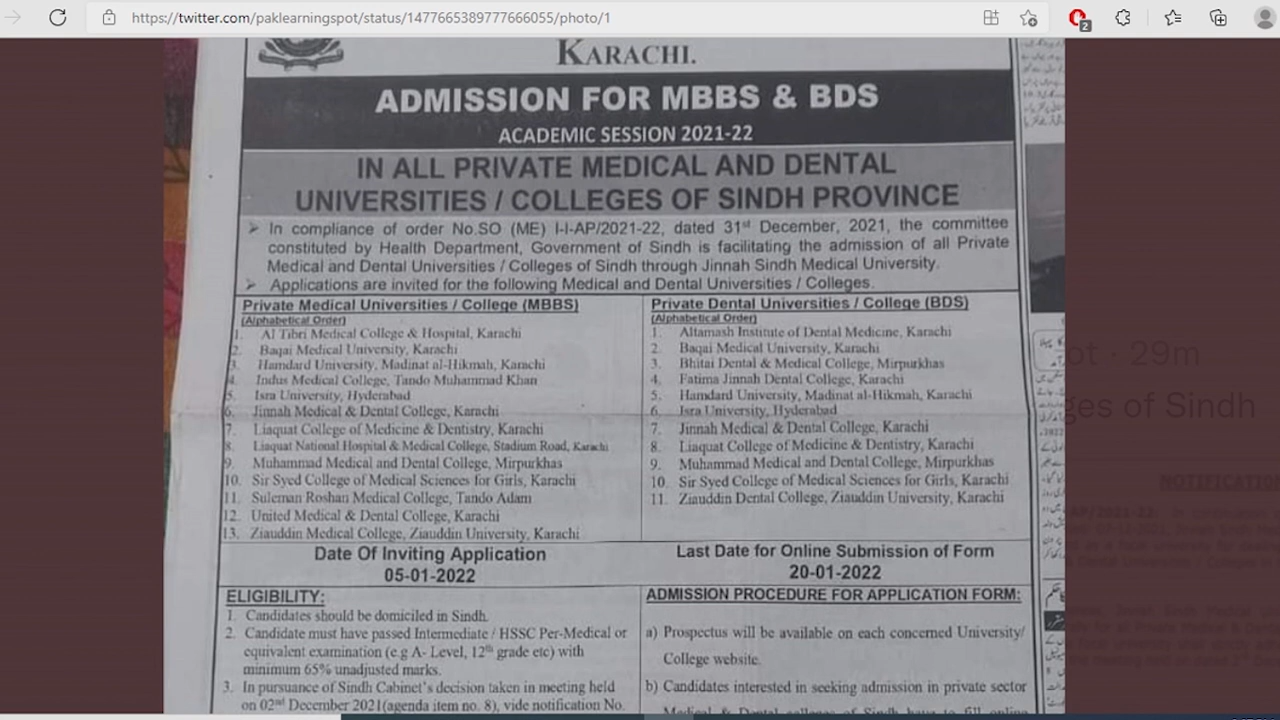 https://twitter.com/paklearningspot/status/1477665389777666055/photo/1
2
KARACHI.
ADMISSION FOR MBBS & BDS
ACADEMIC SESSION 2021-22
IN ALL PRIVATE MEDICAL AND DENTAL
UNIVERSITIES / COLLEGES OF SINDH PROVINCE
➢ In compliance of order No.SO (ME) I-I-AP/2021-22, dated 31st December, 2021, the committee
constituted by Health Department, Government of Sindh is facilitating the admission of all Private
Medical and Dental Universities / Colleges of Sindh through Jinnah Sindh Medical University.
➢ Applications are invited for the following Medical and Dental Universities / Colleges.
Private Medical Universities / College (MBBS)
(Alphabetical Order)
1. Al Tibri Medical College & Hospital, Karachi
2. Baqai Medical University, Karachi
3. Hamdard University, Madinat al-Hikmah, Karachi
4. Indus Medical College, Tando Muhammad Khan
5. Isra University, Hyderabad
6. Jinnah Medical & Dental College, Karachi
7. Liaquat College of Medicine & Dentistry, Karachi
8. Liaquat National Hospital & Medical College, Stadium Road, Karachi
9. Muhammad Medical and Dental College, Mirpurkhas
10. Sir Syed College of Medical Sciences for Girls, Karachi
11. Suleman Roshan Medical College, Tando Adam
12. United Medical & Dental College, Karachi
13. Ziauddin Medical College, Ziauddin University, Karachi
Private Dental Universities / College (BDS)
(Alphabetical Order)
1. Altamash Institute of Dental Medicine, Karachi
2. Baqai Medical University, Karachi
3. Bhitai Dental & Medical College, Mirpurkhas
4. Fatima Jinnah Dental College, Karachi
5. Hamdard University, Madinat al-Hikmah, Karachi
6. Isra University, Hyderabad
7. Jinnah Medical & Dental College, Karachi
8. Liaquat College of Medicine & Dentistry, Karachi
9. Muhammad Medical and Dental College, Mirpurkhas
10. Sir Syed College of Medical Sciences for Girls, Karachi
11. Ziauddin Dental College, Ziauddin University, Karachi
Date Of Inviting Application
05-01-2022
Last Date for Online Submission of Form
20-01-2022
ELIGIBILITY:
1. Candidates should be domiciled in Sindh.
2. Candidate must have passed Intermediate / HSSC Per-Medical or
equivalent examination (e.g A- Level, 12th grade etc) with
minimum 65% unadjusted marks.
3. In pursuance of Sindh Cabinet's decision taken in meeting held
on 02nd December 2021(agenda item no. 8), vide notification No.
ADMISSION PROCEDURE FOR APPLICATION FORM:
a) Prospectus will be available on each concerned University/
College website.
b) Candidates interested in seeking admission in private sector
Medical & Dental colleges of Sindh have to fill online
ot · 29m
ges of Sindh
NOTIFICATION